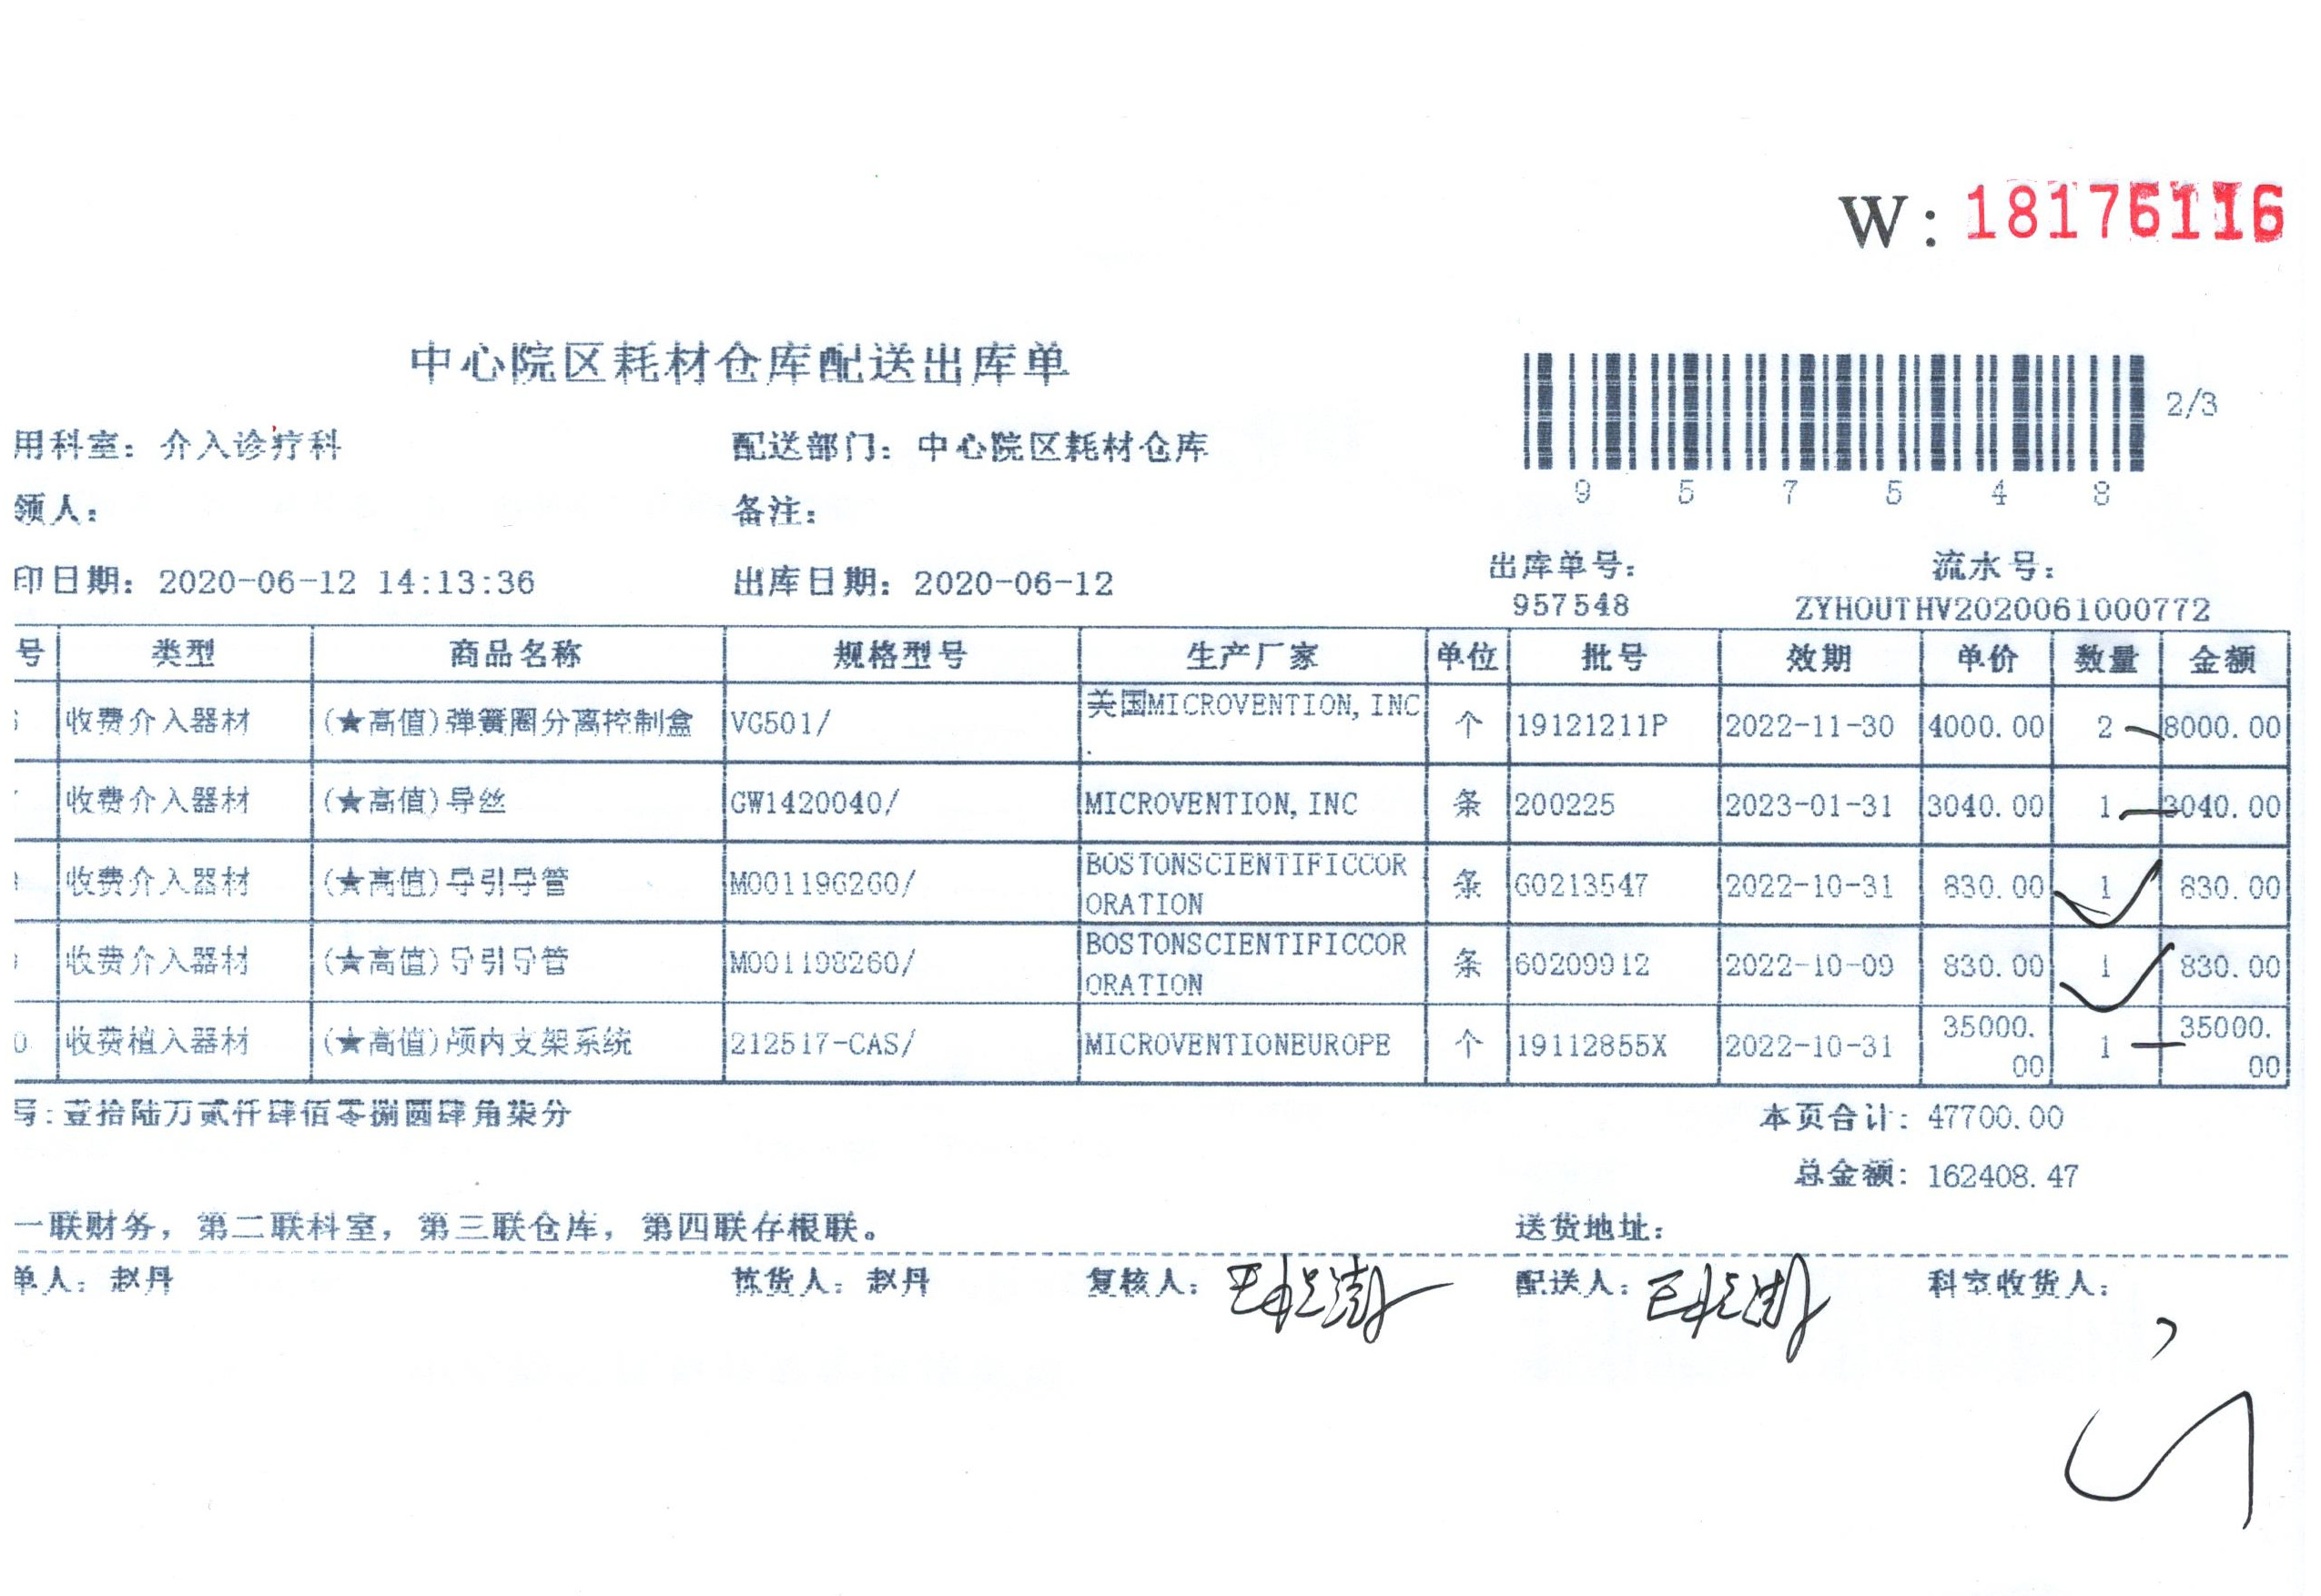 W: 18176116
中心院区耗材仓库配送出库单
2/3
用科室: 介入诊疗科 配送部门: 中心院区耗材仓库
9 5 7 5 4 8
领人: 备注:
印日期: 2020-06-12 14:13:36 出库日期: 2020-06-12 出库单号: 流水号:
957548 ZYHOUTHV2020061000772
号 类型 商品名称 规格型号 生产厂家 单位 批号 效期 单价 数量 金额
收费介入器材 (★高值)弹簧圈分离控制盒 VG501/ 美国MICROVENTION, INC. 个 19121211P 2022-11-30 4000.00 2 8000.00
收费介入器材 (★高值)导丝 GW1420040/ MICROVENTION, INC 条 200225 2023-01-31 3040.00 1 3040.00
收费介入器材 (★高值)导引导管 M001196260/ BOSTONSCIENTIFICCORORATION 条 60213547 2022-10-31 830.00 1 830.00
收费介入器材 (★高值)导引导管 M001198260/ BOSTONSCIENTIFICCORORATION 条 60209912 2022-10-09 830.00 1 830.00
0 收费植入器材 (★高值)颅内支架系统 212517-CAS/ MICROVENTIONEUROPE 个 19112855X 2022-10-31 35000.00 1 35000.00
写:壹拾陆万贰仟肆佰零捌圆肆角柒分 本页合计: 47700.00
总金额: 162408.47
一联财务, 第二联科室, 第三联仓库, 第四联存根联。 送货地址:
单人: 赵丹 拣货人: 赵丹 复核人: 配送人: 科室收货人: